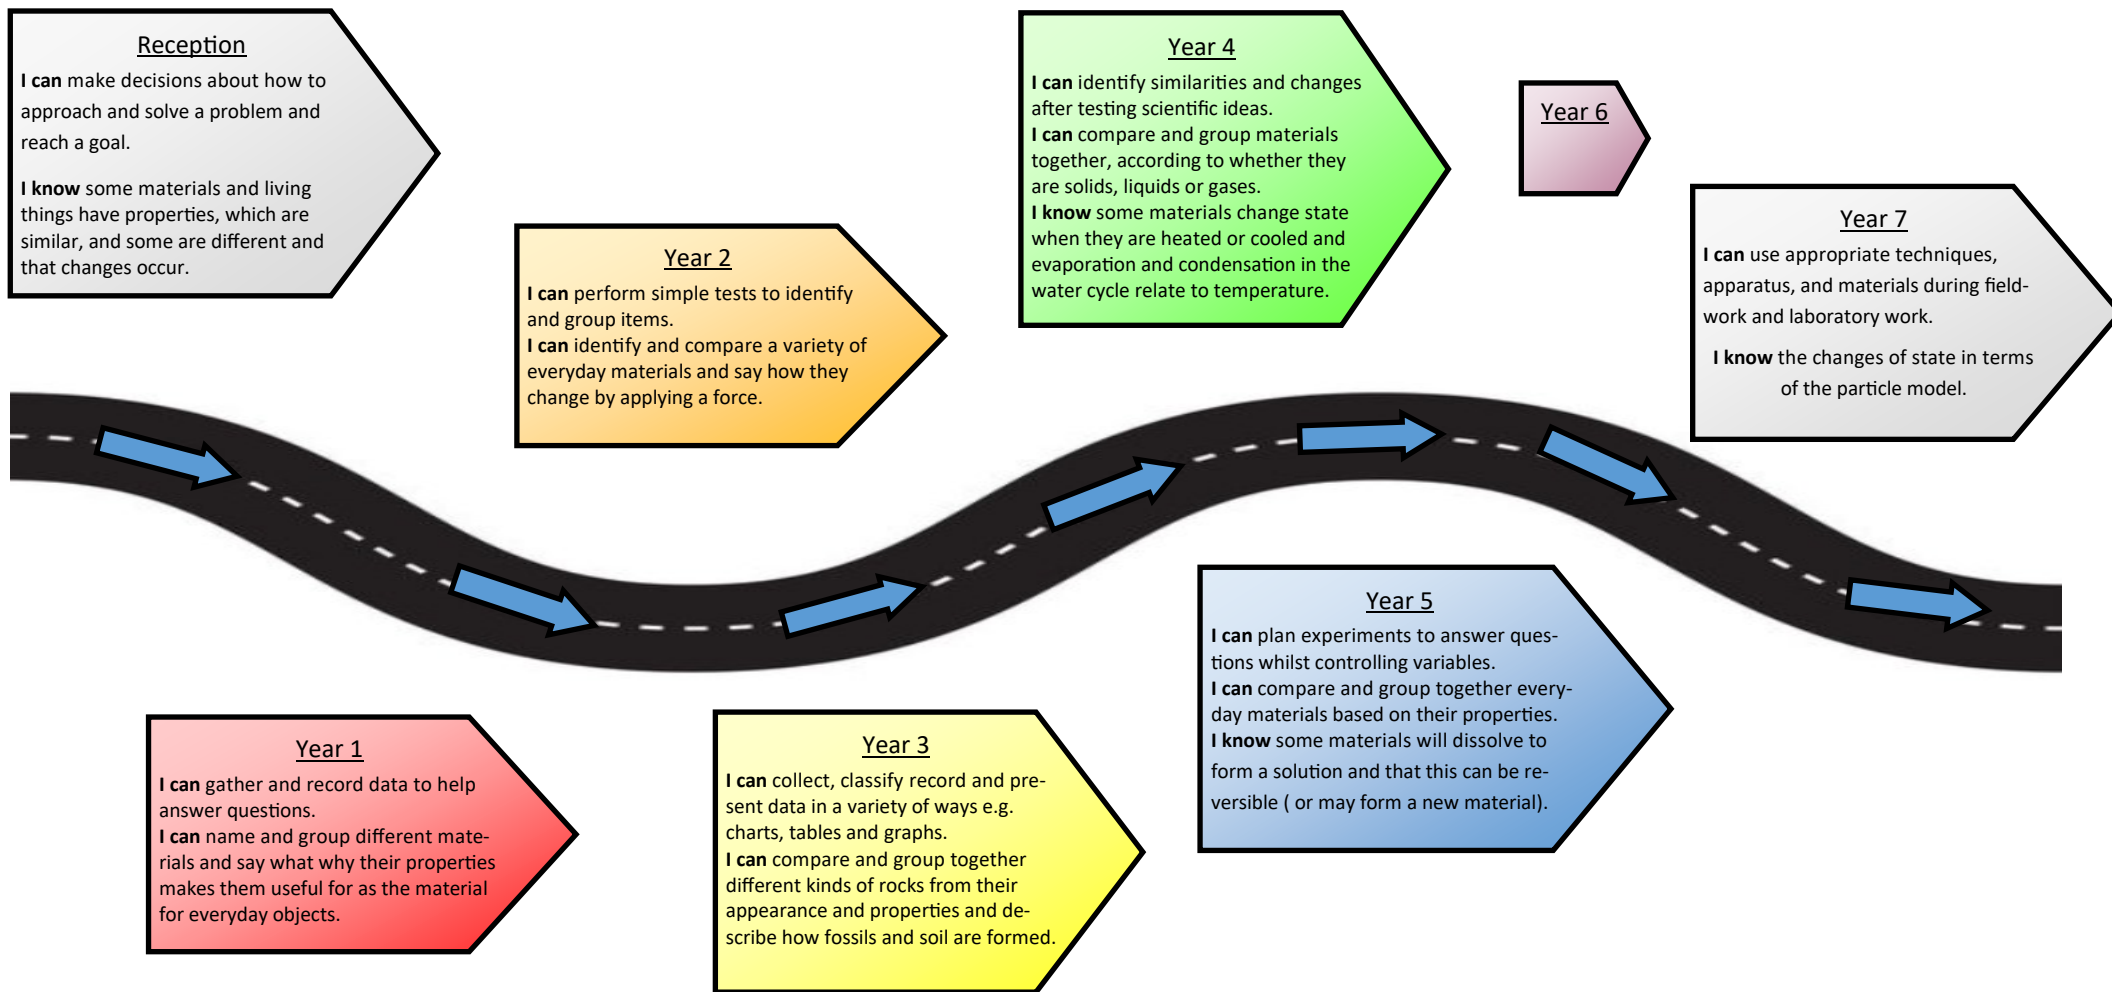 Reception
I can make decisions about how to
approach and solve a problem and
reach a goal.
I know some materials and living
things have properties, which are
similar, and some are different and
that changes occur.
Year 1
I can gather and record data to help
answer questions.
I can name and group different mate-
rials and say what why their properties
makes them useful for as the material
for everyday objects.
Year 2
I can perform simple tests to identify
and group items.
I can identify and compare a variety of
everyday materials and say how they
change by applying a force.
Year 3
I can collect, classify record and pre-
sent data in a variety of ways e.g.
charts, tables and graphs.
I can compare and group together
different kinds of rocks from their
appearance and properties and de-
scribe how fossils and soil are formed.
Year 4
I can identify similarities and changes
after testing scientific ideas.
I can compare and group materials
together, according to whether they
are solids, liquids or gases.
I know some materials change state
when they are heated or cooled and
evaporation and condensation in the
water cycle relate to temperature.
Year 5
I can plan experiments to answer ques-
tions whilst controlling variables.
I can compare and group together every-
day materials based on their properties.
I know some materials will dissolve to
form a solution and that this can be re-
versible ( or may form a new material).
Year 6
Year 7
I can use appropriate techniques,
apparatus, and materials during field-
work and laboratory work.
I know the changes of state in terms
of the particle model.